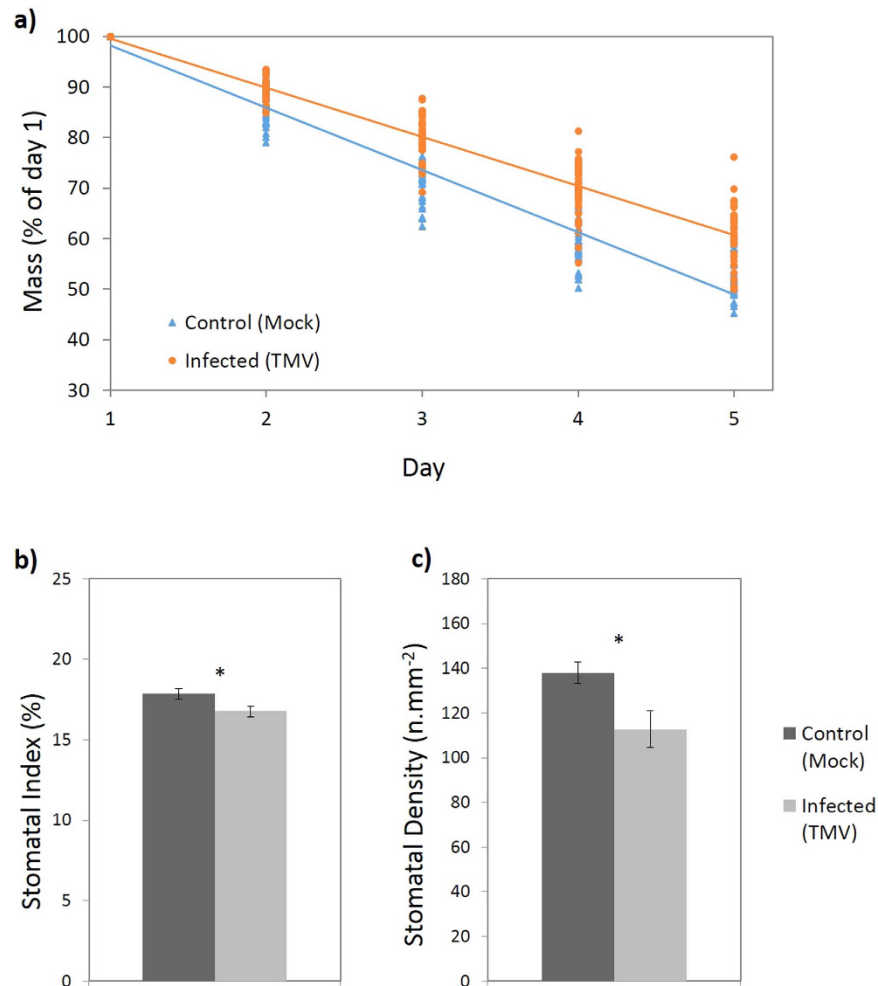 a)
100
90
80
70
60
50
40
30
Mass (% of day 1)
Control (Mock)
Infected (TMV)
1 2 3 4 5
Day
b)
25
20
15
10
5
0
Stomatal Index (%)
*
c)
180
160
140
120
100
80
60
40
20
0
Stomatal Density (n.mm⁻²)
*
Control
(Mock)
Infected
(TMV)